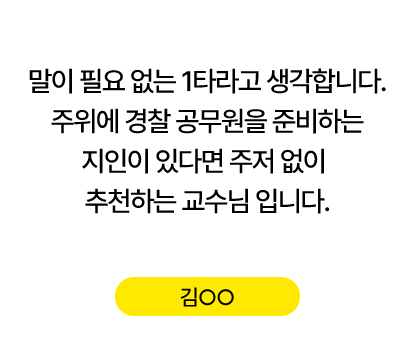 말이 필요 없는 1타라고 생각합니다.
주위에 경찰 공무원을 준비하는
지인이 있다면 주저 없이
추천하는 교수님 입니다.
김○○